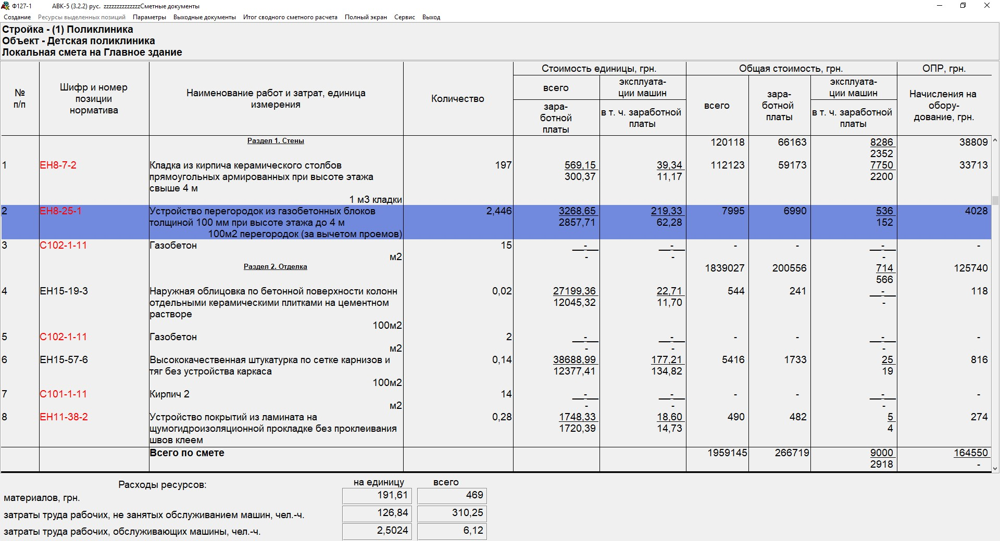 Ф127-1 АВК-5 (3.2.2) рус. zzzzzzzzzzzzzzСметные документы
Создание Ресурсы выделенных позиций Параметры Выходные документы Итог сводного сметного расчета Полный экран Сервис Выход
Стройка - (1) Поликлиника
Объект - Детская поликлиника
Локальная смета на Главное здание
№
п/п
Шифр и номер
позиции
норматива
Наименование работ и затрат, единица
измерения
Количество
Стоимость единицы, грн.
всего
зара-
ботной
платы
эксплуата-
ции машин
в т. ч. заработной
платы
Общая стоимость, грн.
всего
зара-
ботной
платы
эксплуата-
ции машин
в т. ч. заработной
платы
ОПР, грн.
Начисления на
обору-
дование, грн.
Раздел 1. Стены 120118 66163 8286 38809
2352
1 ЕН8-7-2 Кладка из кирпича керамического столбов 197 569,15 39,34 112123 59173 7750 33713
прямоугольных армированных при высоте этажа 300,37 11,17 2200
свыше 4 м
1 м3 кладки
2 ЕН8-25-1 Устройство перегородок из газобетонных блоков 2,446 3268,65 219,33 7995 6990 536 4028
толщиной 100 мм при высоте этажа до 4 м 2857,71 62,28 152
100м2 перегородок (за вычетом проемов)
3 С102-1-11 Газобетон 15 - - - - - -
м2 - - -
Раздел 2. Отделка 1839027 200556 714 125740
566
4 ЕН15-19-3 Наружная облицовка по бетонной поверхности колонн 0,02 27199,36 22,71 544 241 - 118
отдельными керамическими плитками на цементном 12045,32 11,70 -
растворе
100м2
5 С102-1-11 Газобетон 2 - - - - - -
м2 - - -
6 ЕН15-57-6 Высококачественная штукатурка по сетке карнизов и 0,14 38688,99 177,21 5416 1733 25 816
тяг без устройства каркаса 12377,41 134,82 19
100м2
7 С101-1-11 Кирпич 2 14 - - - - - -
м2 - - -
8 ЕН11-38-2 Устройство покрытий из ламината на 0,28 1748,33 18,60 490 482 5 274
шумогидроизоляционной прокладке без проклеивания 1720,39 14,73 4
швов клеем
Всего по смете 1959145 266719 9000 164550
2918 -
Расходы ресурсов: на единицу всего
материалов, грн. 191,61 469
затраты труда рабочих, не занятых обслуживанием машин, чел.-ч. 126,84 310,25
затраты труда рабочих, обслуживающих машины, чел.-ч. 2,5024 6,12